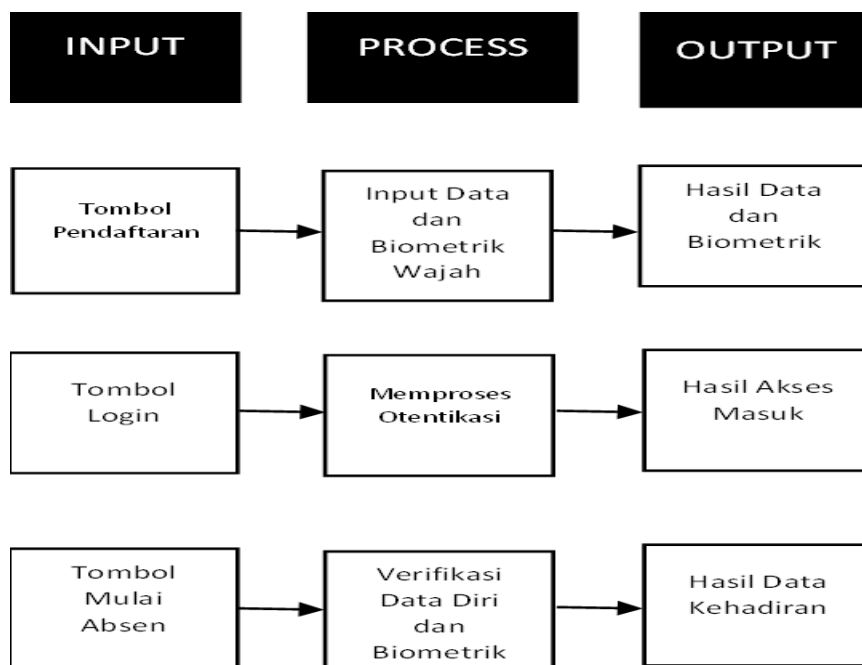 INPUT
PROCESS
OUTPUT
Tombol
Pendaftaran
Input Data
dan
Biometrik
Wajah
Hasil Data
dan
Biometrik
Tombol
Login
Memproses
Otentikasi
Hasil Akses
Masuk
Tombol
Mulai
Absen
Verifikasi
Data Diri
dan
Biometrik
Hasil Data
Kehadiran